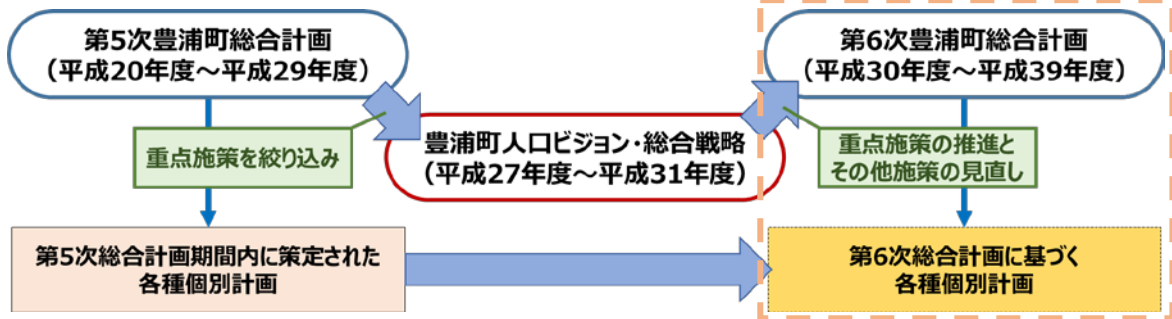 第5次豊浦町総合計画
（平成20年度～平成29年度）
第6次豊浦町総合計画
（平成30年度～平成39年度）
重点施策を絞り込み
豊浦町人口ビジョン・総合戦略
（平成27年度～平成31年度）
重点施策の推進と
その他施策の見直し
第5次総合計画期間内に策定された
各種個別計画
第6次総合計画に基づく
各種個別計画